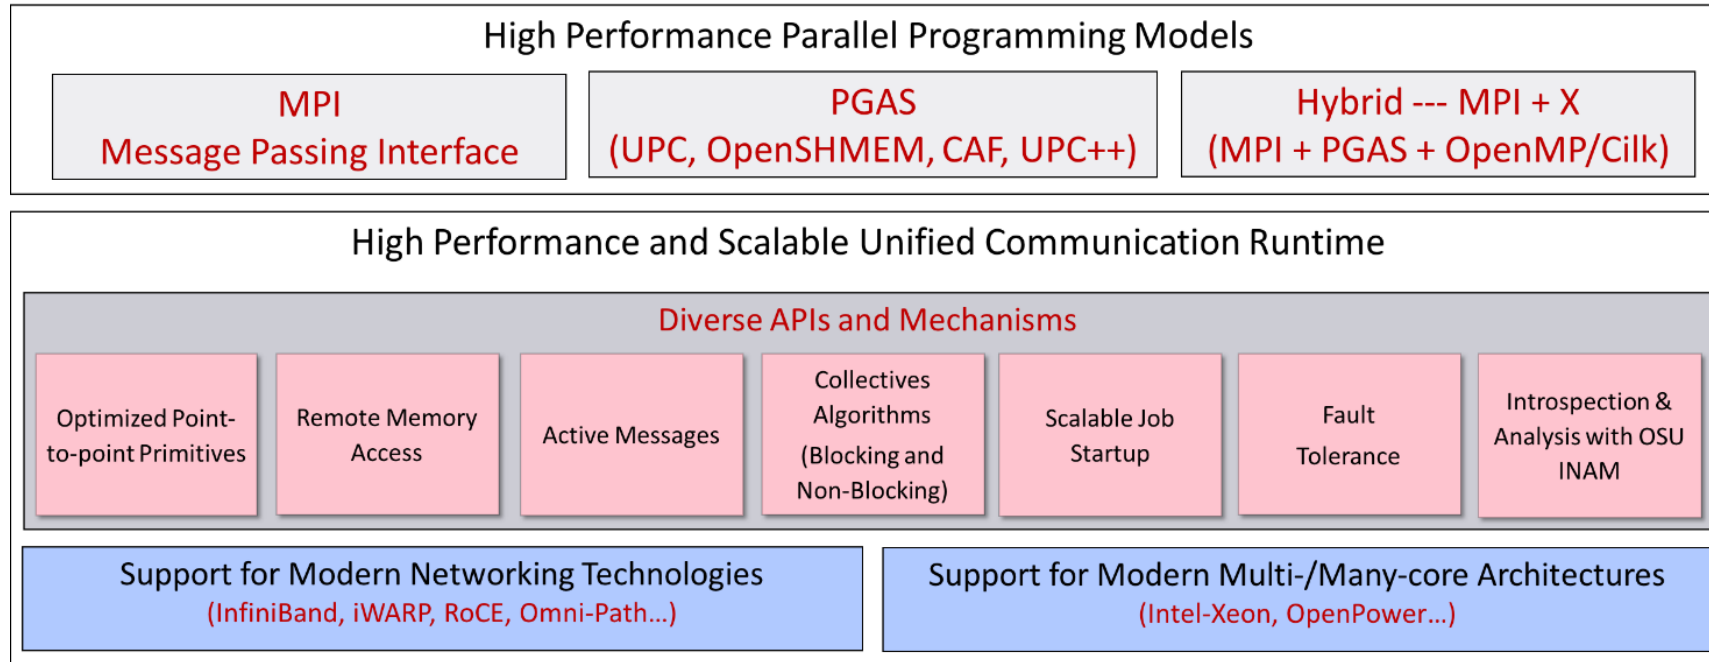 High Performance Parallel Programming Models
MPI
Message Passing Interface
PGAS
(UPC, OpenSHMEM, CAF, UPC++)
Hybrid --- MPI + X
(MPI + PGAS + OpenMP/Cilk)
High Performance and Scalable Unified Communication Runtime
Diverse APIs and Mechanisms
Optimized Point-
to-point Primitives
Remote Memory
Access
Active Messages
Collectives
Algorithms
(Blocking and
Non-Blocking)
Scalable Job
Startup
Fault
Tolerance
Introspection &
Analysis with OSU
INAM
Support for Modern Networking Technologies
(InfiniBand, iWARP, RoCE, Omni-Path...)
Support for Modern Multi-/Many-core Architectures
(Intel-Xeon, OpenPower...)